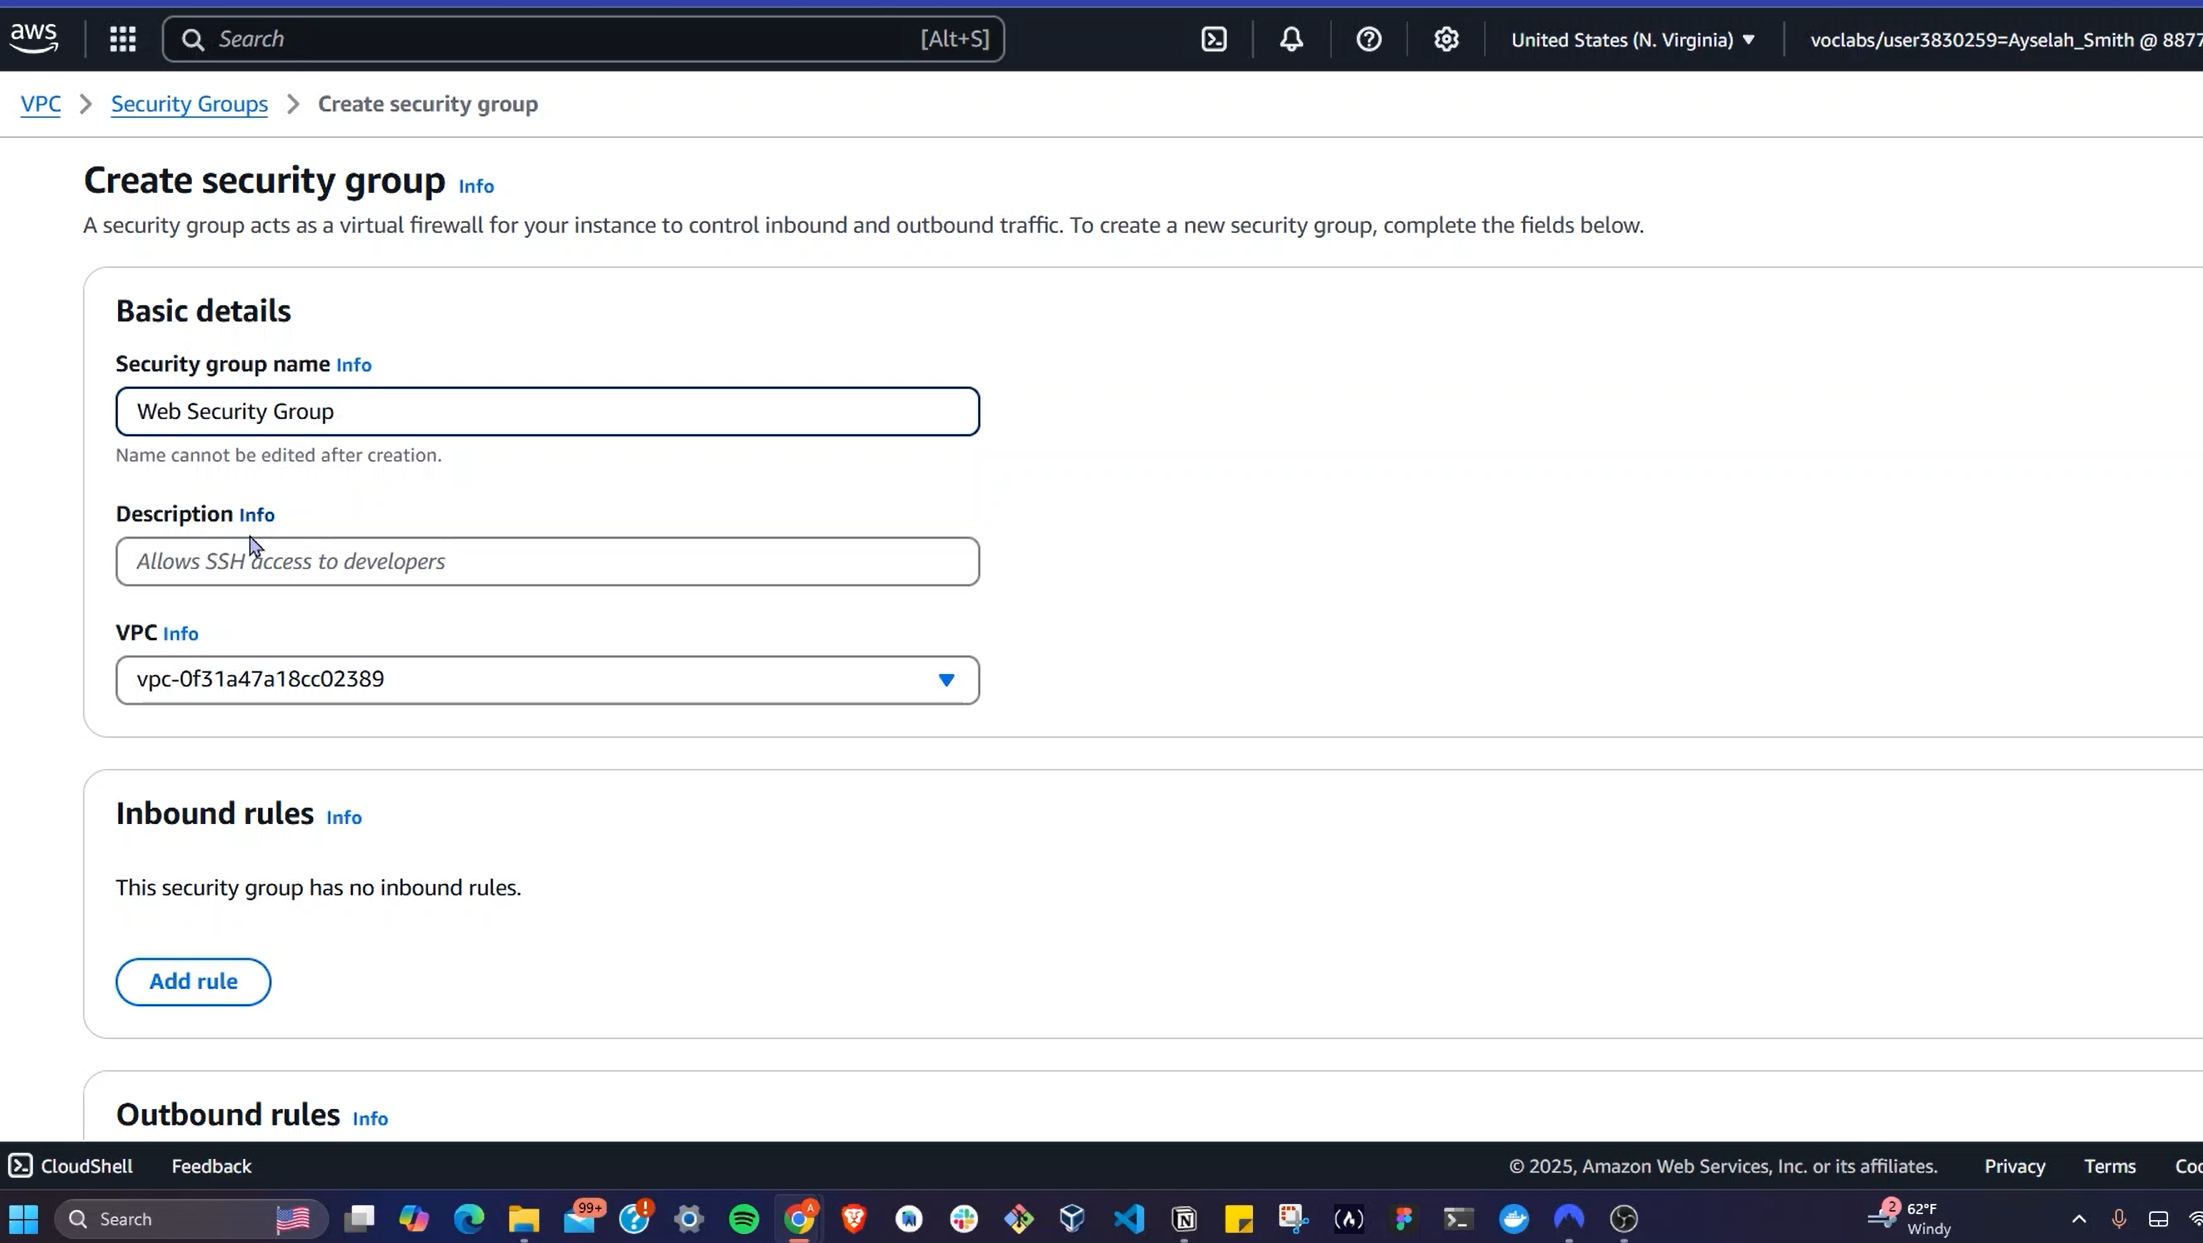 aws
Search
[Alt+S]
United States (N. Virginia)
voclabs/user3830259=Ayselah_Smith @ 8877
VPC
Security Groups
Create security group
Create security group Info
A security group acts as a virtual firewall for your instance to control inbound and outbound traffic. To create a new security group, complete the fields below.
Basic details
Security group name Info
Web Security Group
Name cannot be edited after creation.
Description Info
Allows SSH access to developers
VPC Info
vpc-0f31a47a18cc02389
Inbound rules Info
This security group has no inbound rules.
Add rule
Outbound rules Info
CloudShell
Feedback
© 2025, Amazon Web Services, Inc. or its affiliates.
Privacy
Terms
Search
99+
A
2
62°F
Windy